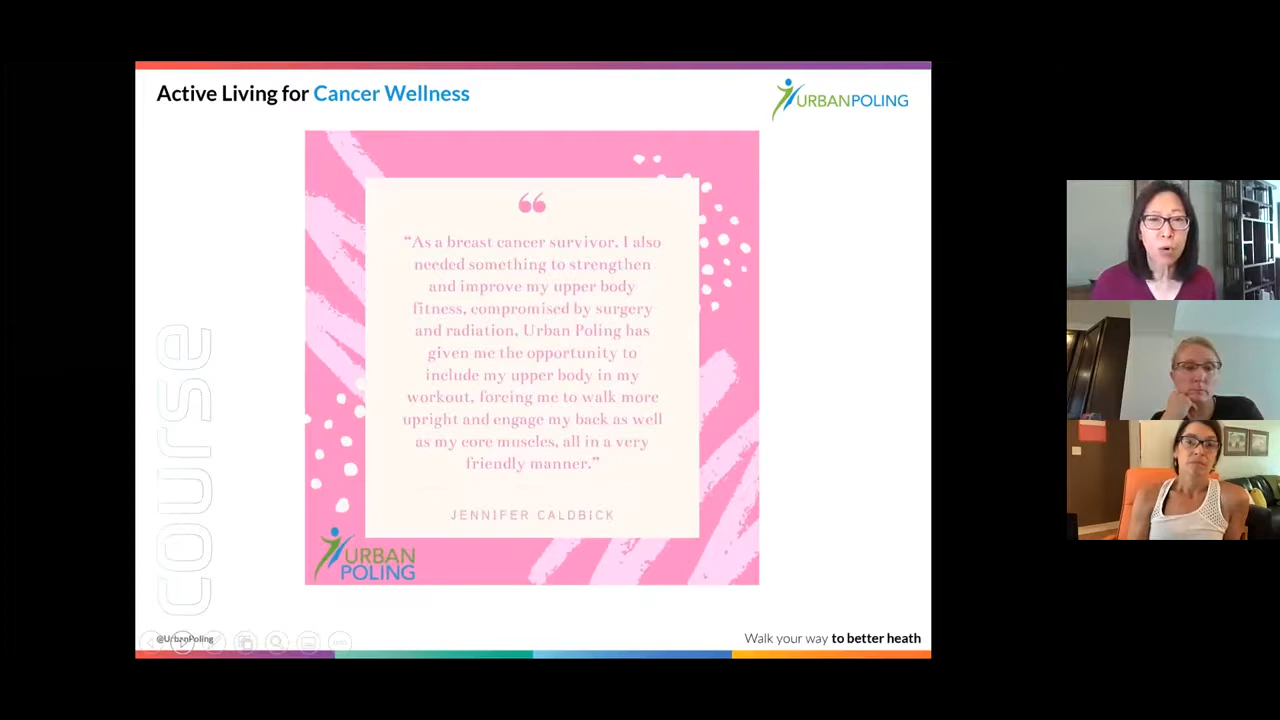 Active Living for Cancer Wellness
URBANPOLING
“As a breast cancer survivor, I also
needed something to strengthen
and improve my upper body
fitness, compromised by surgery
and radiation, Urban Poling has
given me the opportunity to
include my upper body in my
workout, forcing me to walk more
upright and engage my back as well
as my core muscles, all in a very
friendly manner.”
JENNIFER CALDBICK
URBAN
POLING
course
@UrbanPoling
Walk your way to better heath